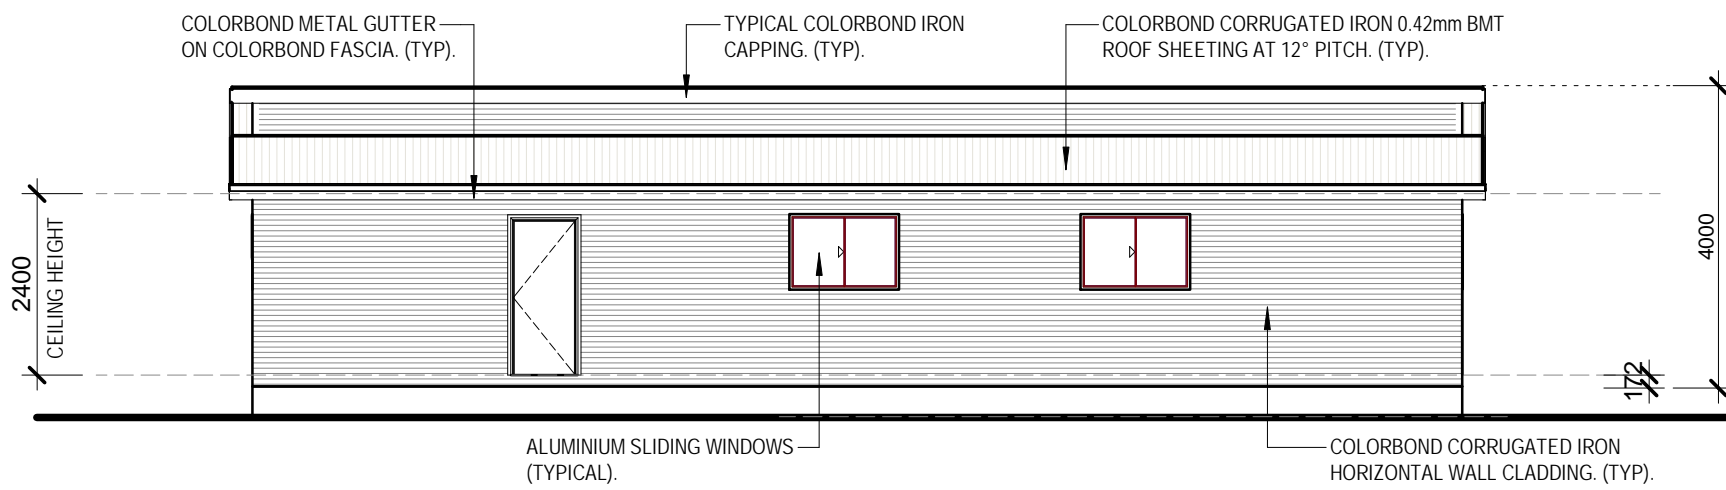 COLORBOND METAL GUTTER
ON COLORBOND FASCIA. (TYP).
TYPICAL COLORBOND IRON
CAPPING. (TYP).
COLORBOND CORRUGATED IRON 0.42mm BMT
ROOF SHEETING AT 12° PITCH. (TYP).
2400
CEILING HEIGHT
4000
172
ALUMINIUM SLIDING WINDOWS
(TYPICAL).
COLORBOND CORRUGATED IRON
HORIZONTAL WALL CLADDING. (TYP).